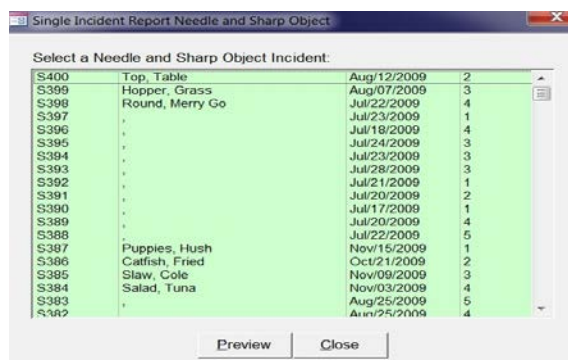 Single Incident Report Needle and Sharp Object
Select a Needle and Sharp Object Incident:
S400 Top, Table Aug/12/2009 2
S399 Hopper, Grass Aug/07/2009 3
S398 Round, Merry Go Jul/22/2009 4
S397 , Jul/23/2009 1
S396 , Jul/18/2009 4
S395 , Jul/24/2009 3
S394 , Jul/23/2009 3
S393 , Jul/28/2009 3
S392 , Jul/21/2009 1
S391 , Jul/20/2009 2
S390 , Jul/17/2009 1
S389 , Jul/20/2009 4
S388 , Jul/22/2009 5
S387 Puppies, Hush Nov/15/2009 1
S386 Catfish, Fried Oct/21/2009 2
S385 Slaw, Cole Nov/09/2009 3
S384 Salad, Tuna Nov/03/2009 4
S383 , Aug/25/2009 5
S382 Aug/25/2009 4
Preview Close